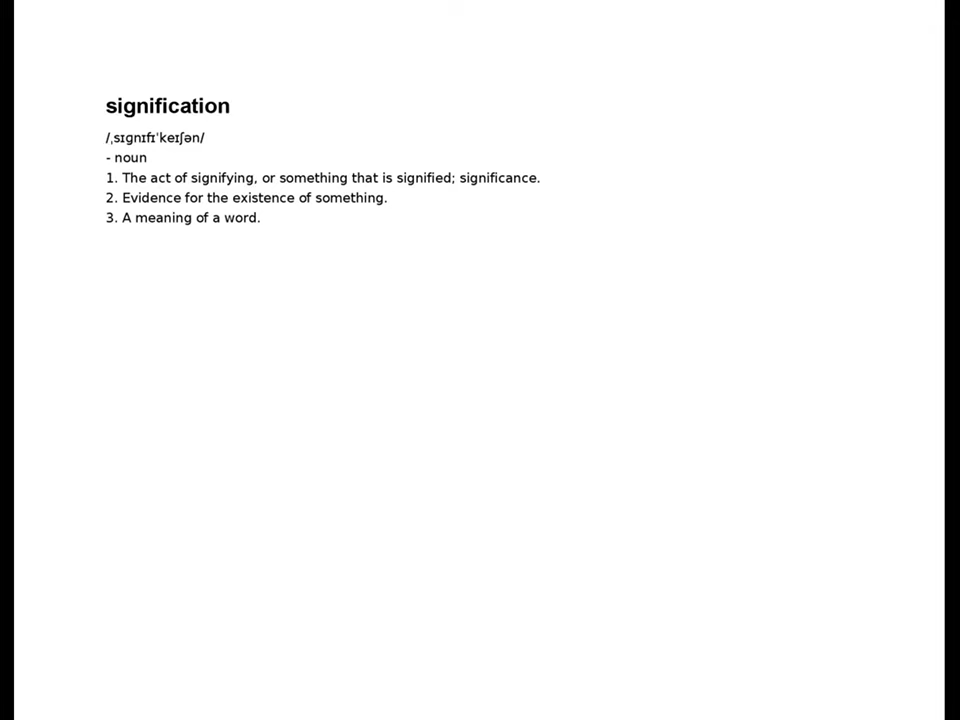 signification
/ˌsɪɡnɪfɪˈkeɪʃən/
- noun
1. The act of signifying, or something that is signified; significance.
2. Evidence for the existence of something.
3. A meaning of a word.